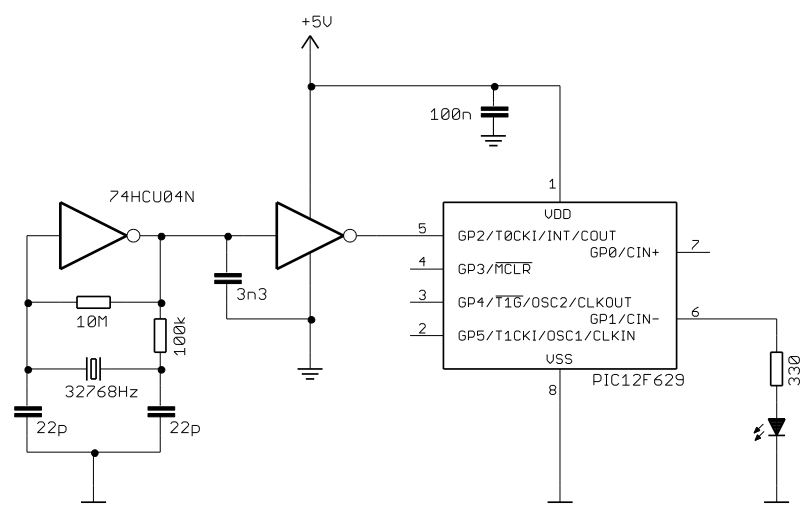 +5V
100n
74HCU04N
1
VDD
5
GP2/T0CKI/INT/COUT
GP0/CIN+
7
4
GP3/MCLR
3n3
3
GP4/T1G/OSC2/CLKOUT
10M
100k
GP1/CIN-
6
2
GP5/T1CKI/OSC1/CLKIN
VSS
32768Hz
8
PIC12F629
330
22p
22p